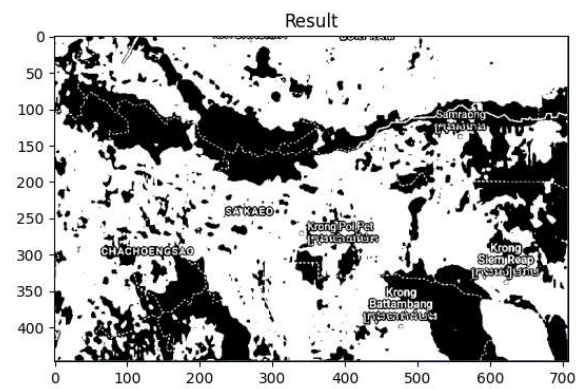 Result
0
50
100
Samraong
150
200
SA KAEO
250
Krong Poi Pet
CHACHOENGSAO
Krong
Siem Reap
300
350
Krong
Battambang
400
0 100 200 300 400 500 600 700